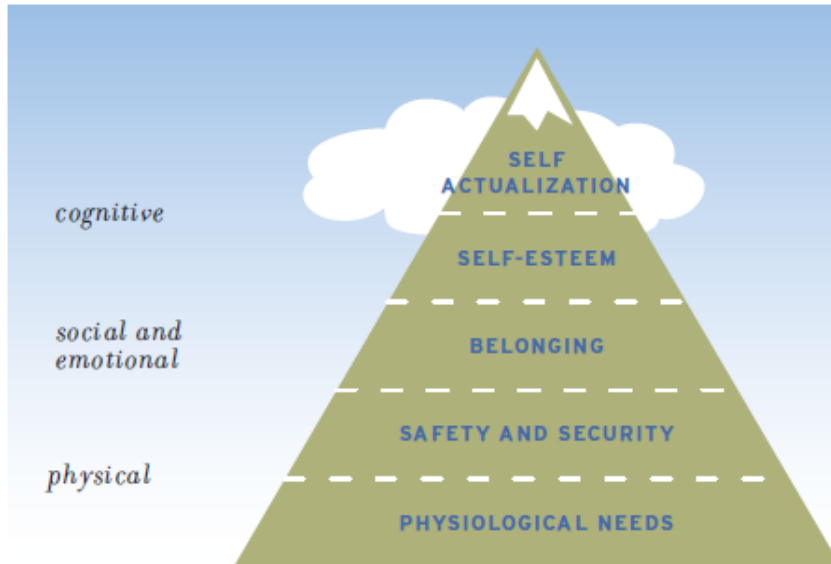 SELF
ACTUALIZATION
cognitive
SELF-ESTEEM
social and
emotional
BELONGING
SAFETY AND SECURITY
physical
PHYSIOLOGICAL NEEDS